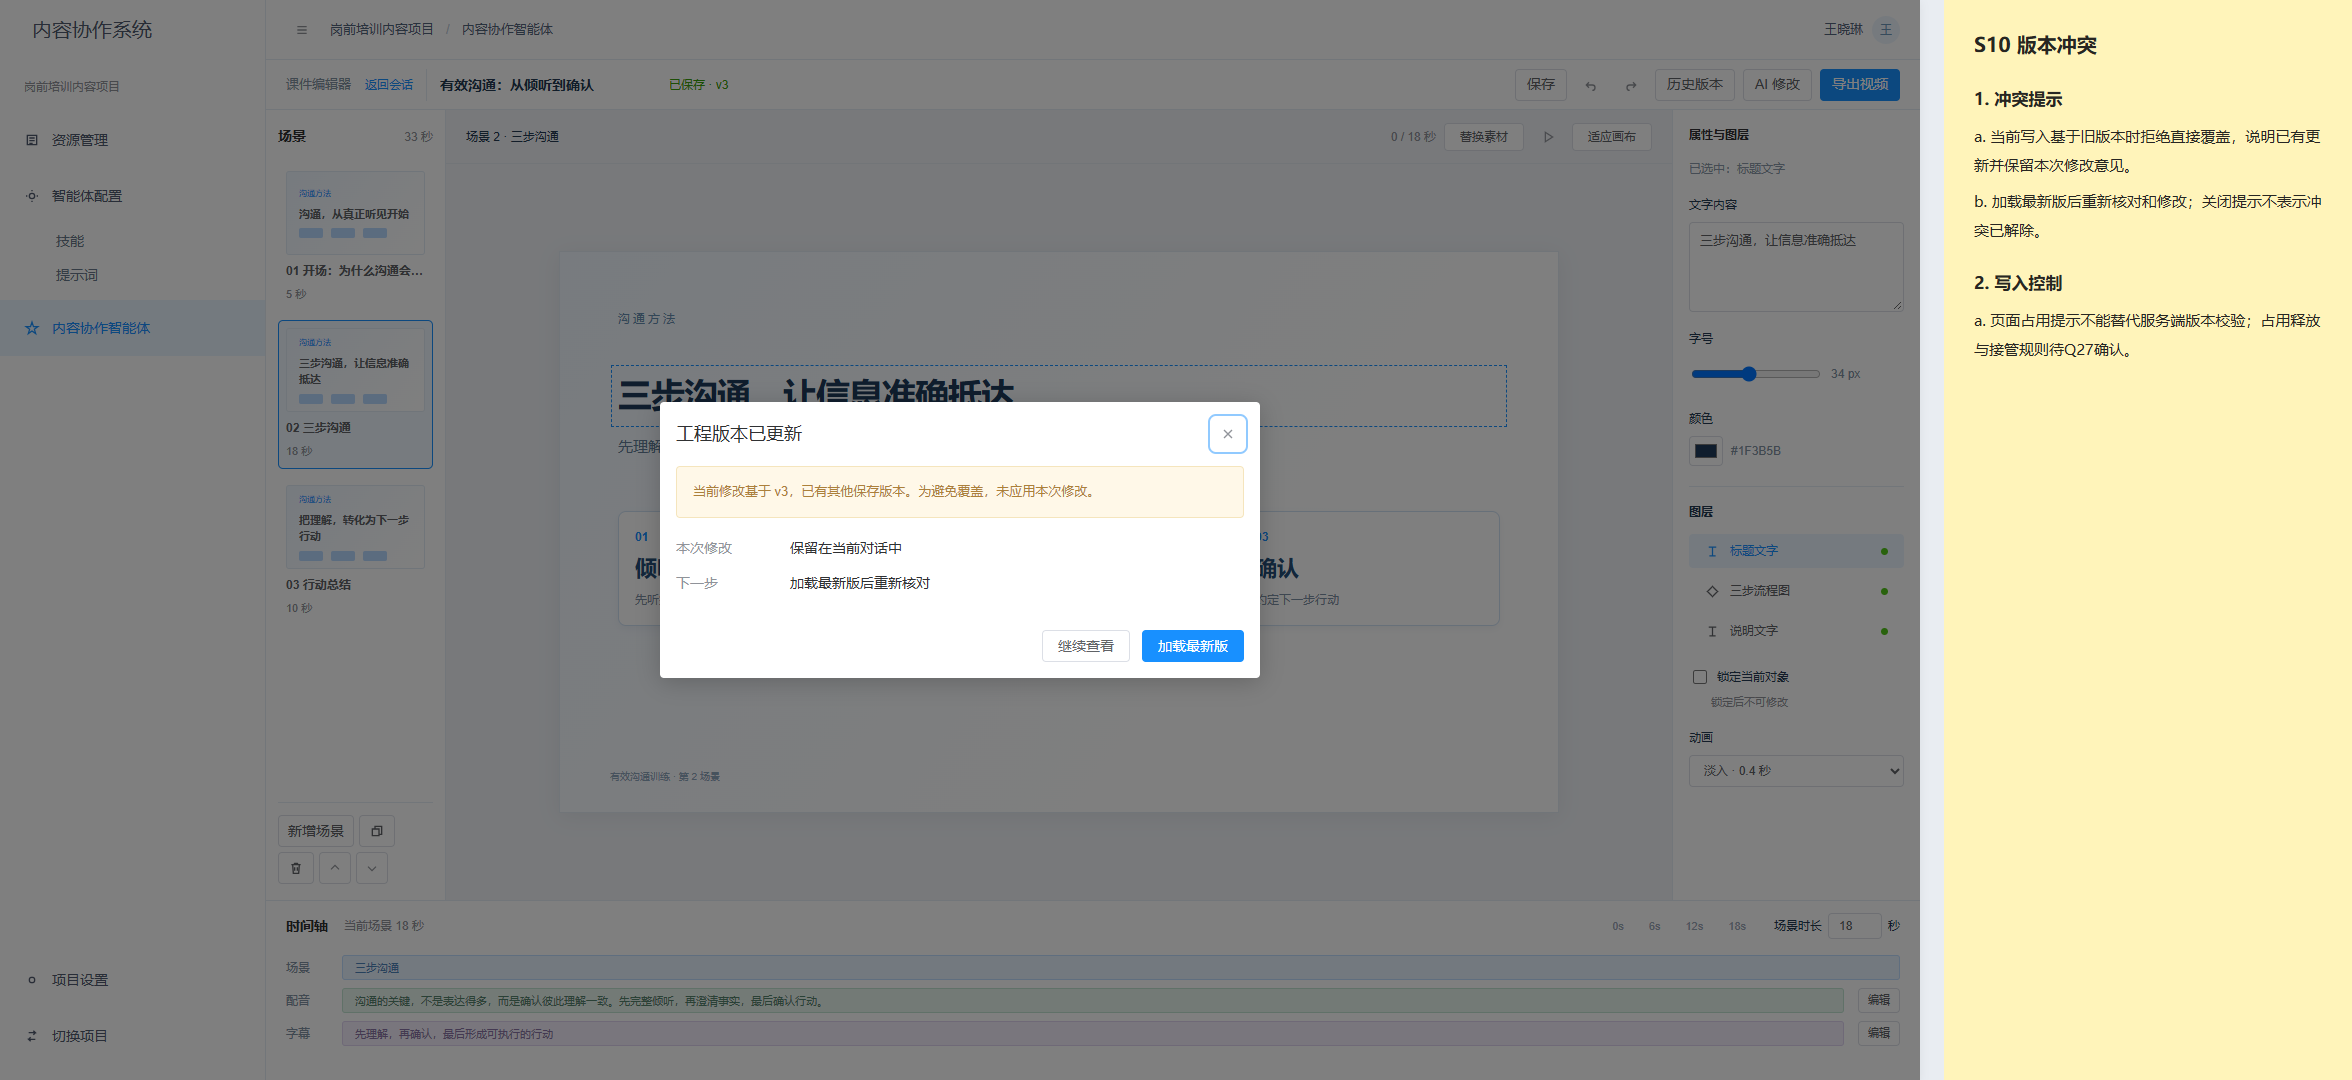 内容协作系统
岗前培训内容项目
资源管理
智能体配置
技能
提示词
内容协作智能体
项目设置
切换项目
岗前培训内容项目 / 内容协作智能体
王晓琳 王
课件编辑器 返回会话 有效沟通：从倾听到确认 已保存 · v3
保存 历史版本 AI 修改 导出视频
场景 33 秒
沟通方法
沟通，从真正听见开始
01 开场：为什么沟通会...
5 秒
沟通方法
三步沟通，让信息准确
抵达
02 三步沟通
18 秒
沟通方法
把理解，转化为下一步
行动
03 行动总结
10 秒
新增场景
场景 2 · 三步沟通 0 / 18 秒 替换素材 适应画布
沟通方法
三步沟通，让信息准确抵达
先理解
01
03
确认
先听
定下一步行动
有效沟通训练 · 第 2 场景
工程版本已更新
当前修改基于 v3，已有其他保存版本。为避免覆盖，未应用本次修改。
本次修改 保留在当前对话中
下一步 加载最新版后重新核对
继续查看 加载最新版
属性与图层
已选中：标题文字
文字内容
三步沟通，让信息准确抵达
字号
34 px
颜色
#1F3B5B
图层
标题文字
三步流程图
说明文字
锁定当前对象
锁定后不可修改
动画
淡入 · 0.4 秒
时间轴 当前场景 18 秒 0s 6s 12s 18s 场景时长 18 秒
场景 三步沟通
配音 沟通的关键，不是表达得多，而是确认彼此理解一致。先完整倾听，再澄清事实，最后确认行动。 编辑
字幕 先理解，再确认，最后形成可执行的行动 编辑
S10 版本冲突
1. 冲突提示
a. 当前写入基于旧版本时拒绝直接覆盖，说明已有更
新并保留本次修改意见。
b. 加载最新版后重新核对和修改；关闭提示不表示冲
突已解除。
2. 写入控制
a. 页面占用提示不能替代服务端版本校验；占用释放
与接管规则待Q27确认。